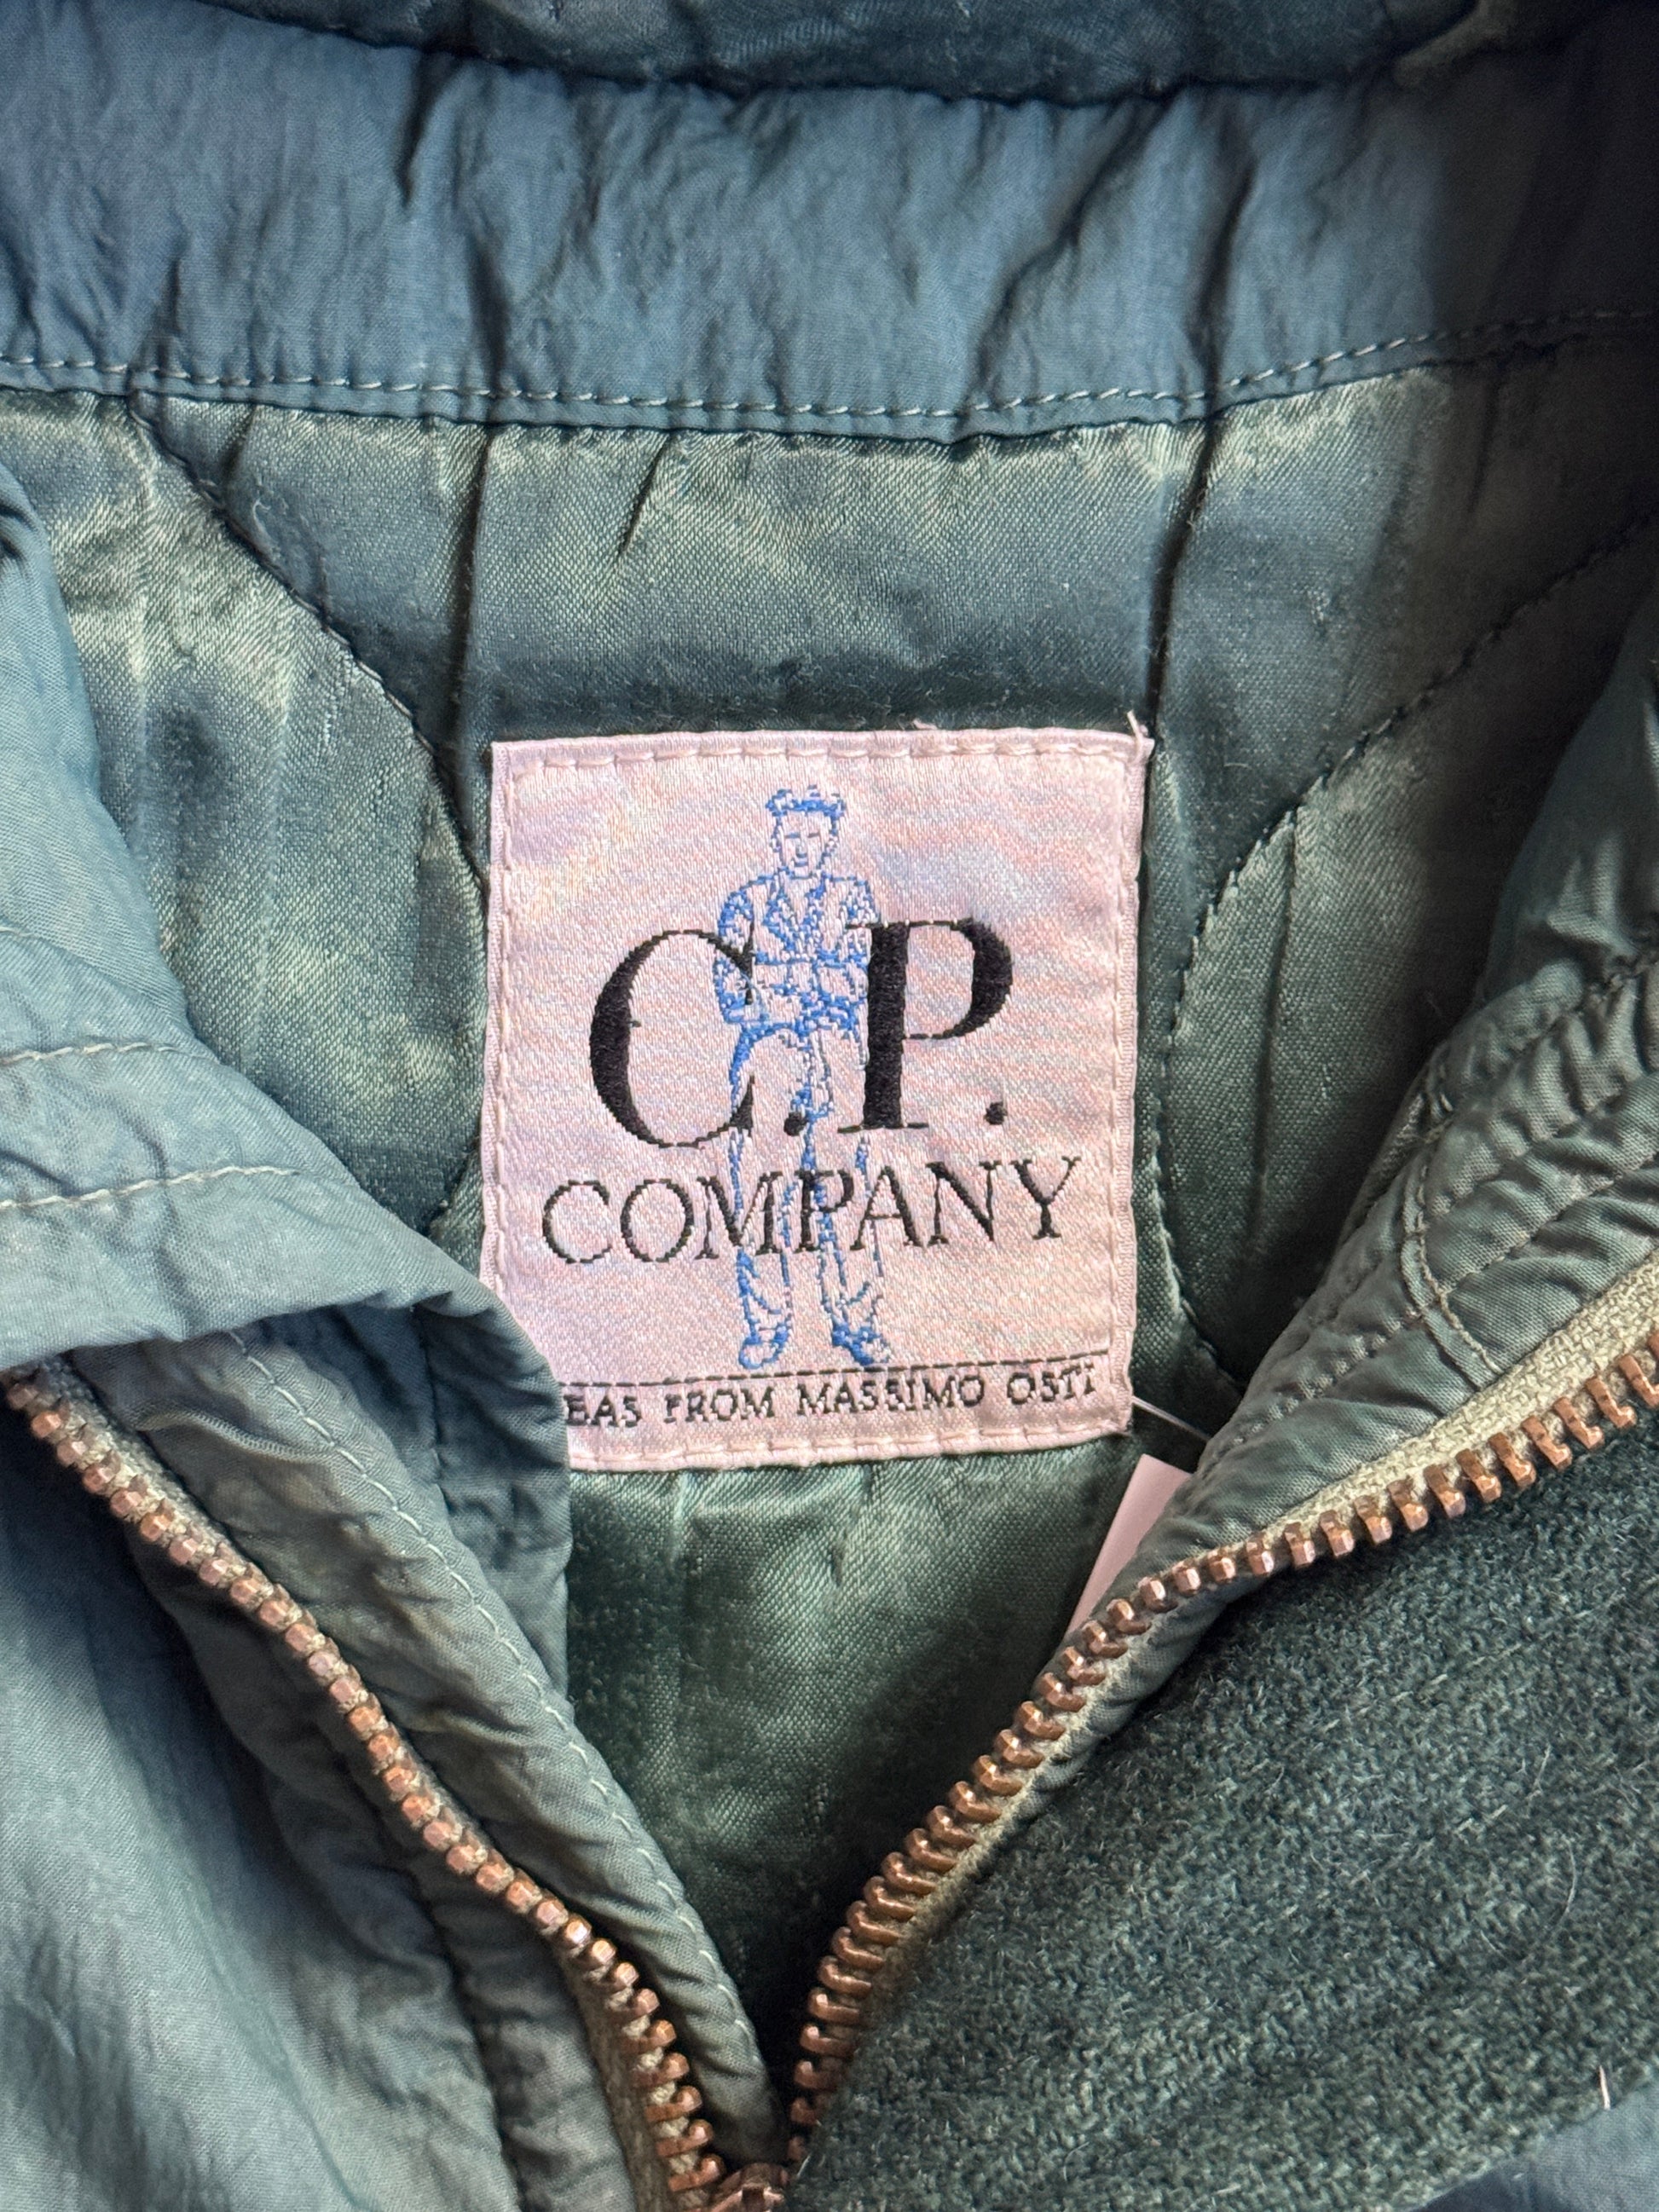 C.P.
COMPANY
EAS FROM MASSIMO OSTI